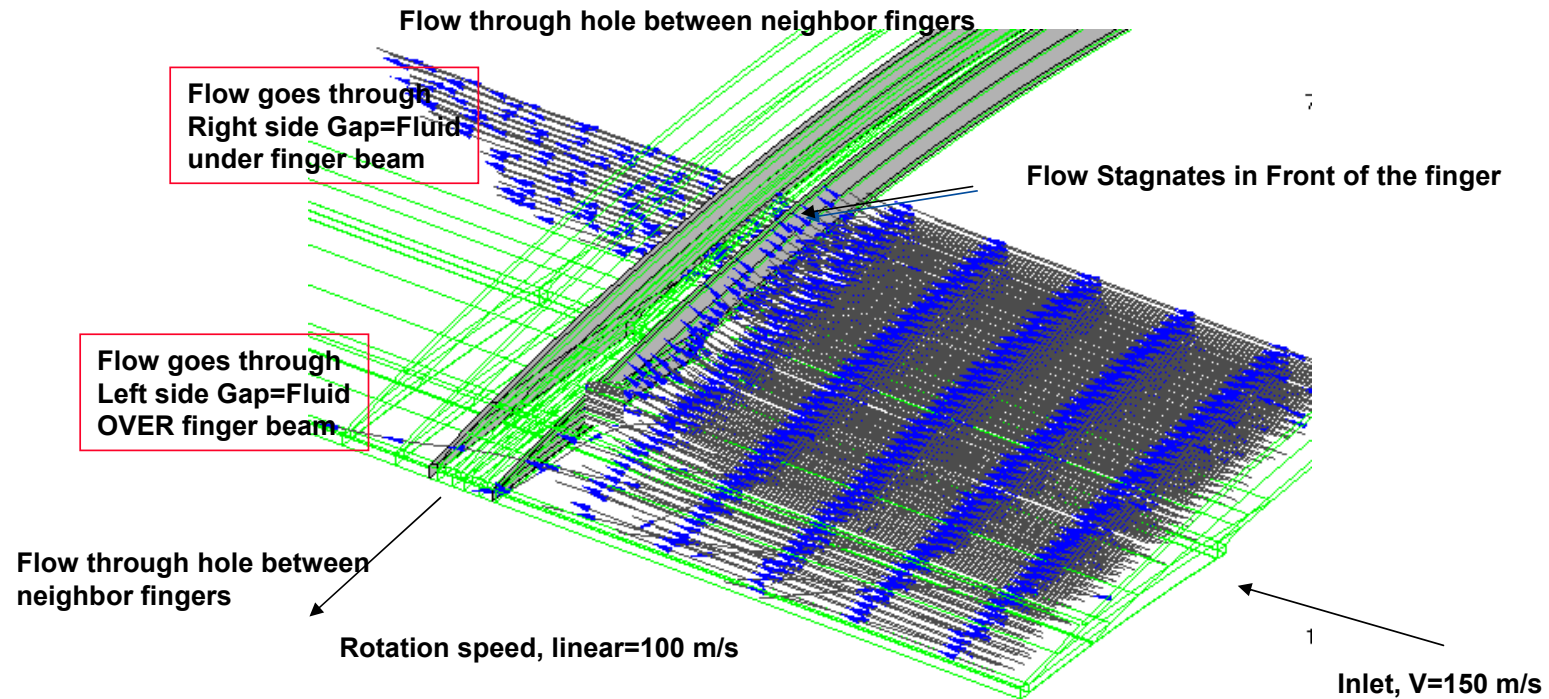 Flow through hole between neighbor fingers
Flow goes through
Right side Gap=Fluid
under finger beam
Flow Stagnates in Front of the finger
Flow goes through
Left side Gap=Fluid
OVER finger beam
Flow through hole between
neighbor fingers
Rotation speed, linear=100 m/s
Inlet, V=150 m/s